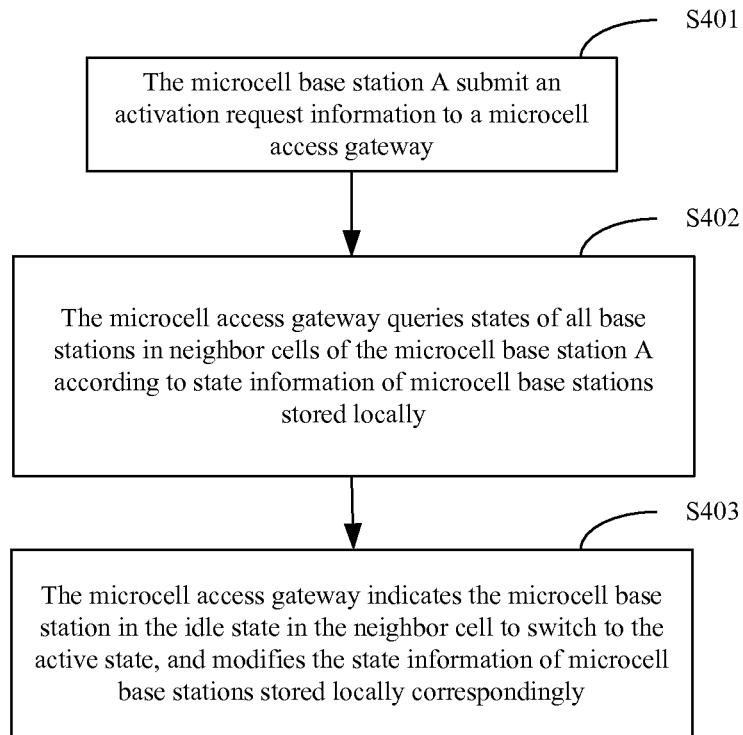 S401
The microcell base station A submit an
activation request information to a microcell
access gateway
S402
The microcell access gateway queries states of all base
stations in neighbor cells of the microcell base station A
according to state information of microcell base stations
stored locally
S403
The microcell access gateway indicates the microcell base
station in the idle state in the neighbor cell to switch to the
active state, and modifies the state information of microcell
base stations stored locally correspondingly